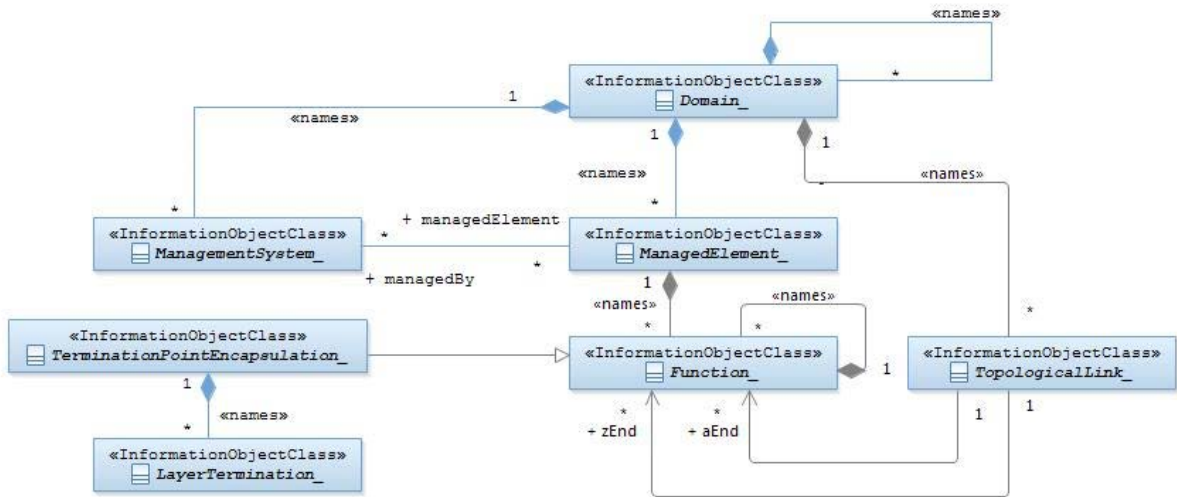 «names»
*
«InformationObjectClass»
Domain_
1
«names»
1
1
«names»
«names»
*
*
*
«InformationObjectClass»
ManagementSystem_
+ managedElement
*
*
+ managedBy
«InformationObjectClass»
ManagedElement_
1
«names»
«names»
*
*
*
«InformationObjectClass»
TerminationPointEncapsulation_
«InformationObjectClass»
Function_
1
«InformationObjectClass»
TopologicalLink_
1
«names»
*
*
+ zEnd
*
+ aEnd
1
1
«InformationObjectClass»
LayerTermination_